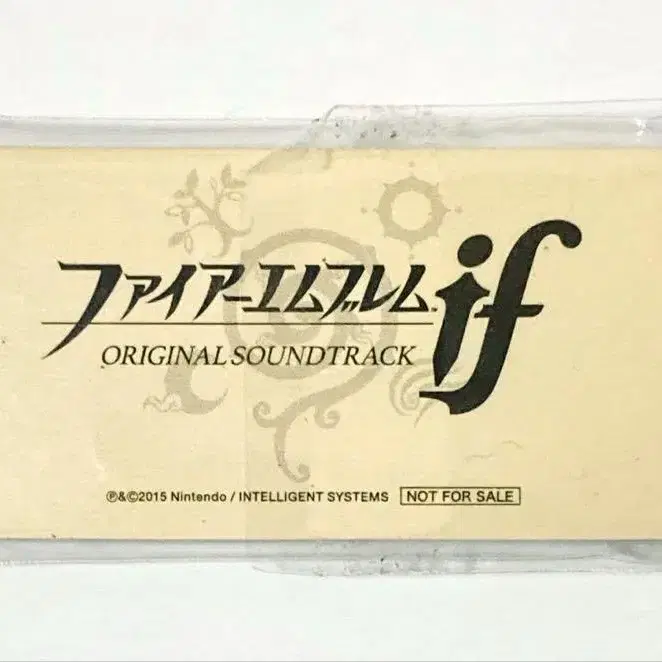 ファイアーエムブレム if
ORIGINAL SOUNDTRACK
℗&©2015 Nintendo / INTELLIGENT SYSTEMS NOT FOR SALE